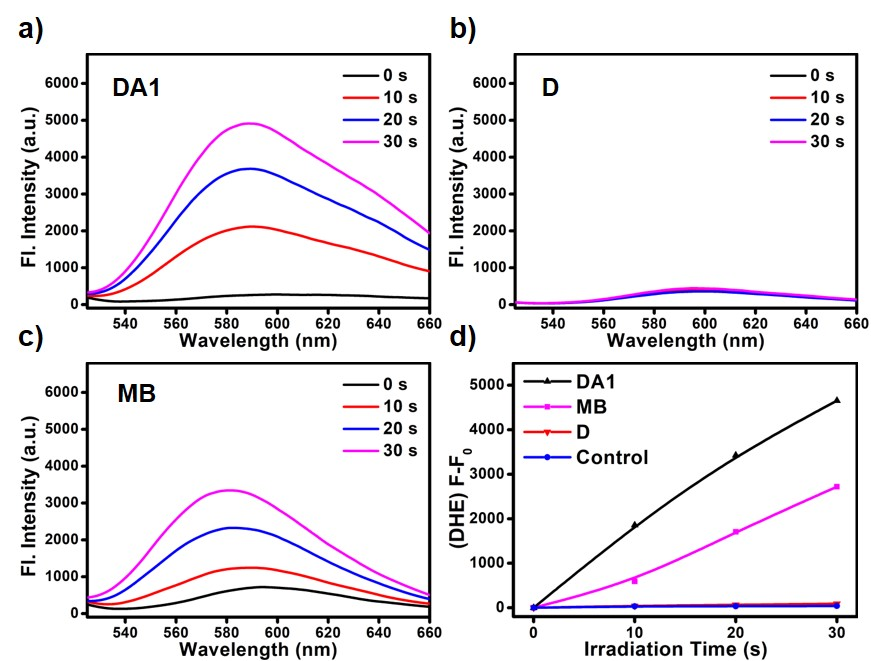 a)
DA1
0 s
10 s
20 s
30 s
Fl. Intensity (a.u.)
6000
5000
4000
3000
2000
1000
0
540 560 580 600 620 640 660
Wavelength (nm)
b)
D
0 s
10 s
20 s
30 s
Fl. Intensity (a.u.)
6000
5000
4000
3000
2000
1000
0
540 560 580 600 620 640 660
Wavelength (nm)
c)
MB
0 s
10 s
20 s
30 s
Fl. Intensity (a.u.)
6000
5000
4000
3000
2000
1000
0
540 560 580 600 620 640 660
Wavelength (nm)
d)
DA1
MB
D
Control
(DHE) F-F₀
5000
4000
3000
2000
1000
0
0 10 20 30
Irradiation Time (s)